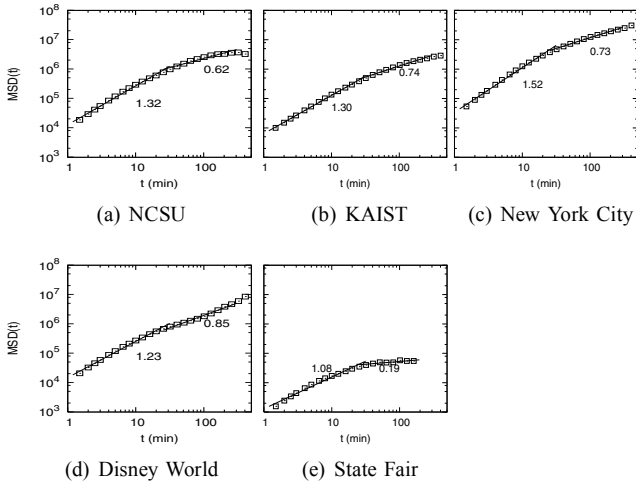 10^8
10^7
10^6
10^5
10^4
10^3
MSD(t)
0.62
1.32
1 10 100
t (min)
(a) NCSU
0.74
1.30
1 10 100
t (min)
(b) KAIST
0.73
1.52
1 10 100
t (min)
(c) New York City
10^8
10^7
10^6
10^5
10^4
10^3
MSD(t)
0.85
1.23
1 10 100
t (min)
(d) Disney World
1.08
0.19
1 10 100
t (min)
(e) State Fair